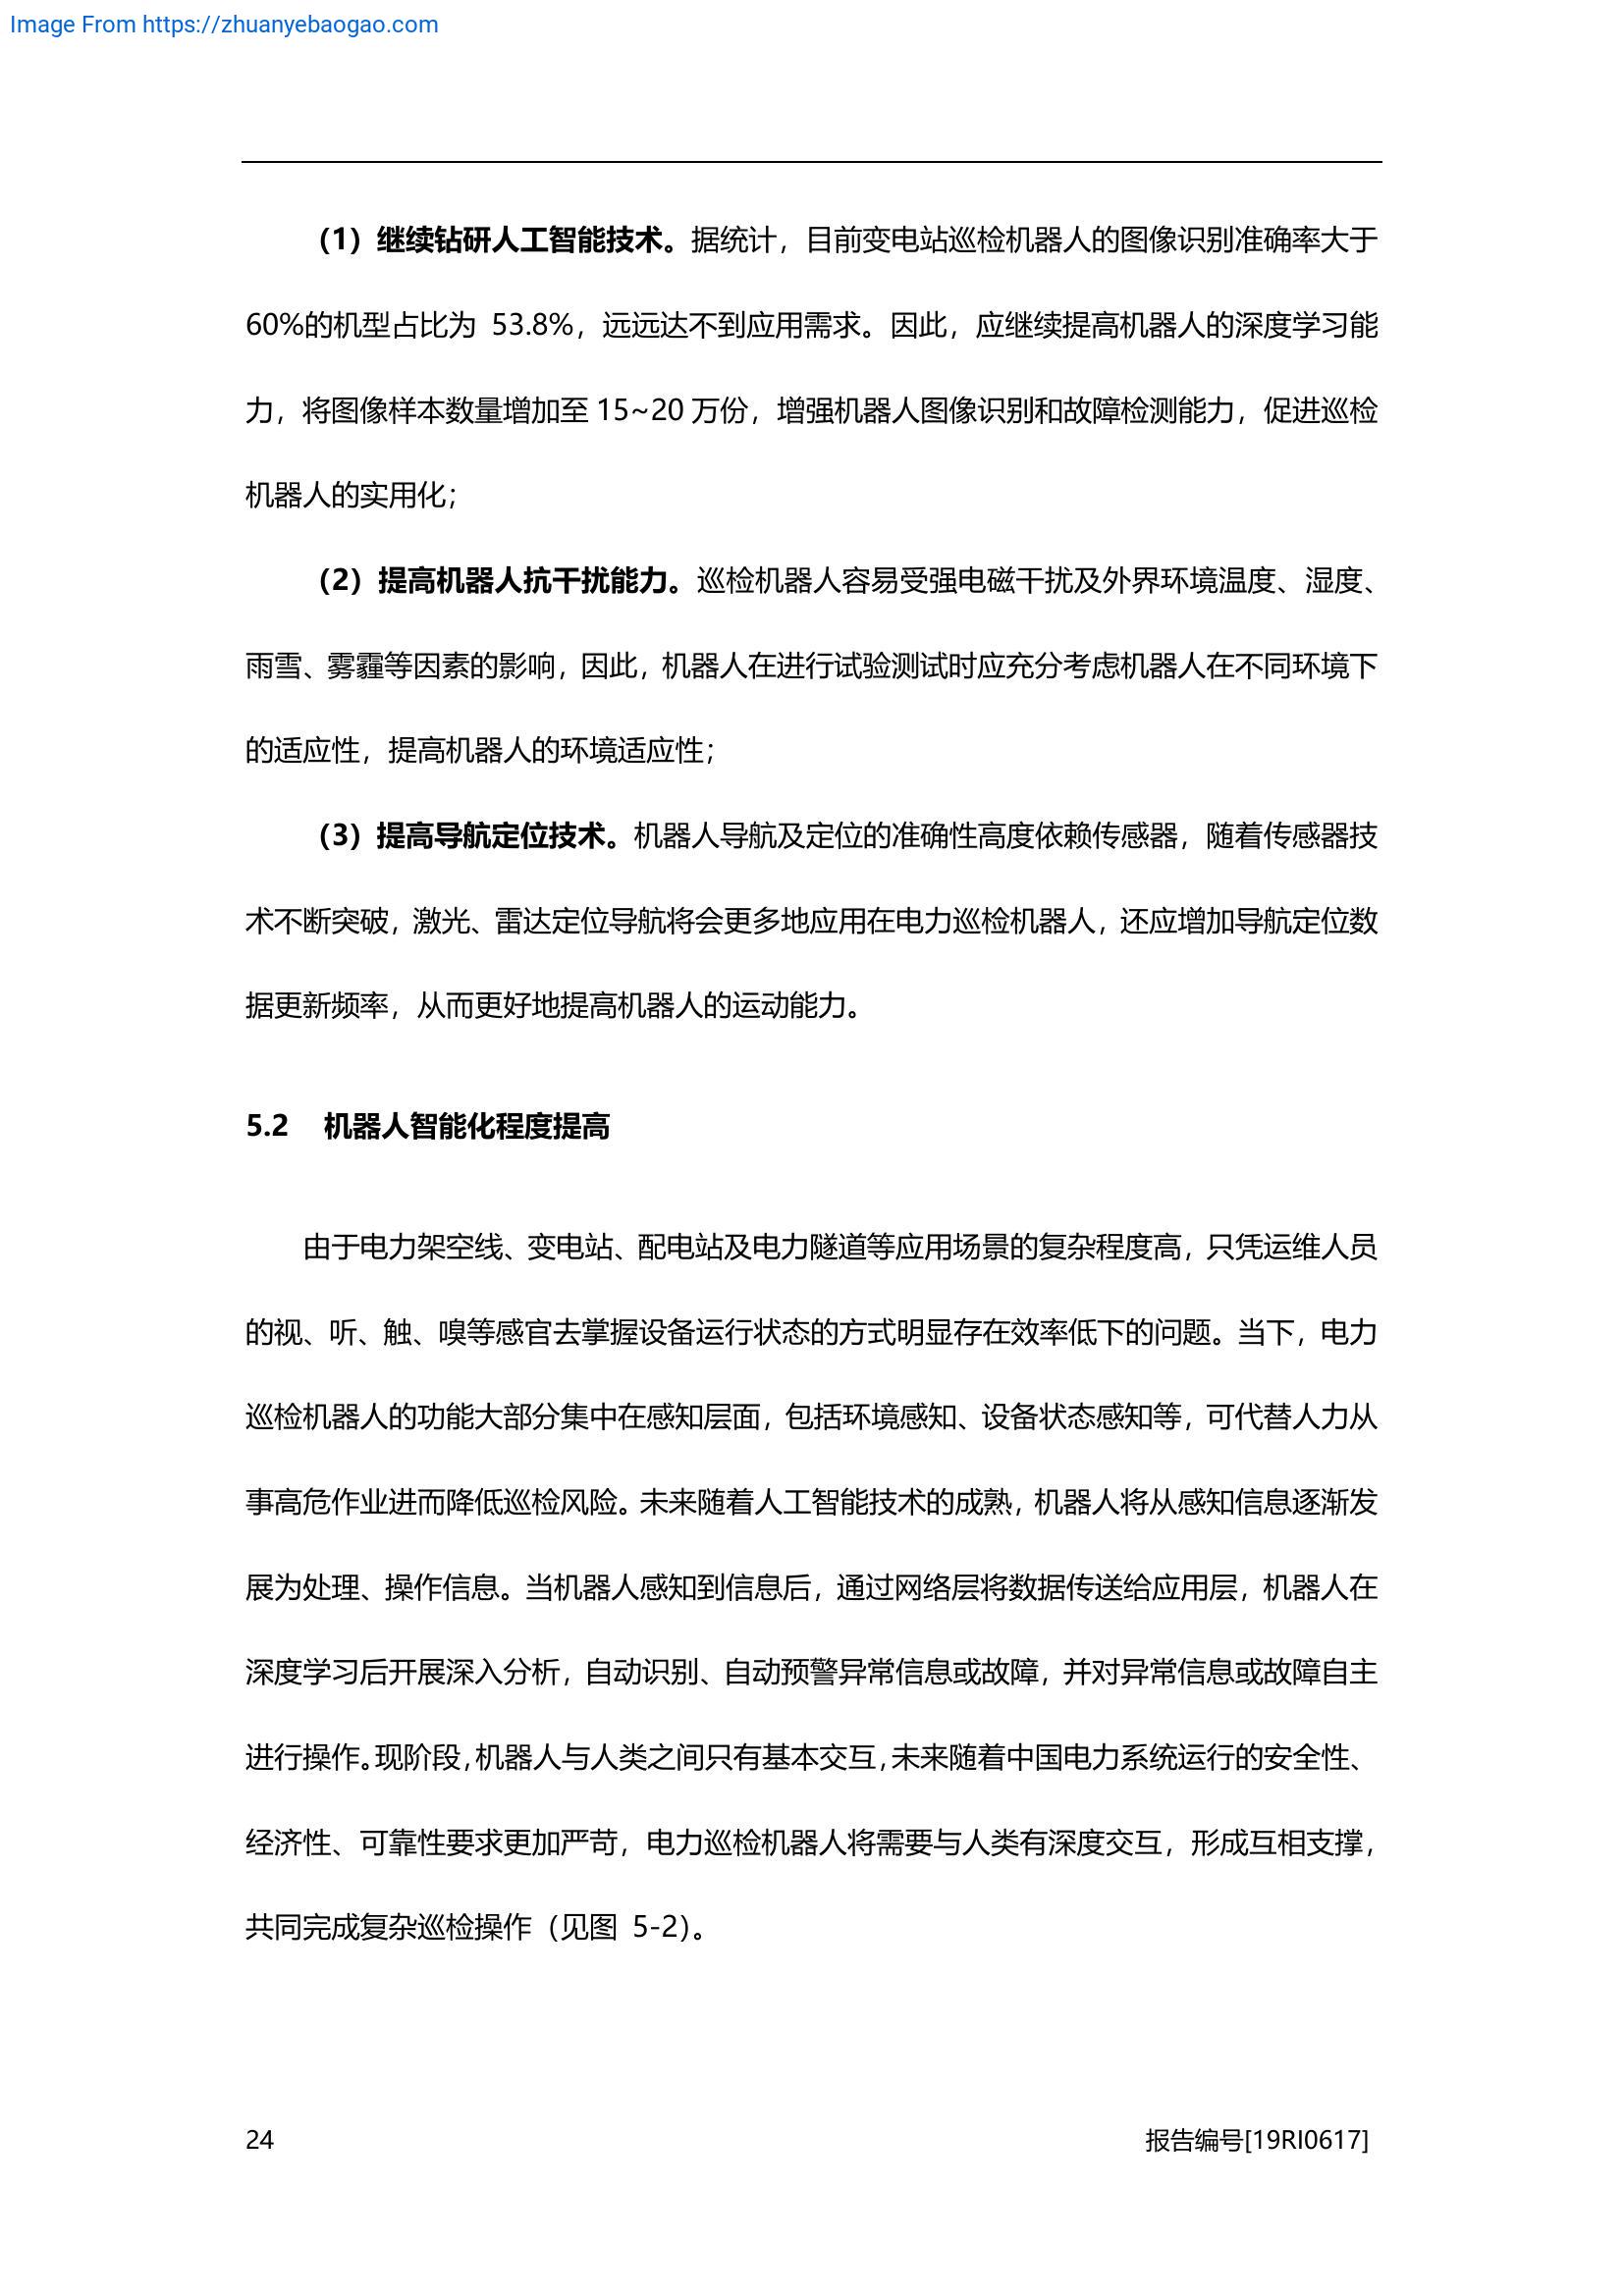 Image From https://zhuanyebaogao.com
（1）继续钻研人工智能技术。据统计，目前变电站巡检机器人的图像识别准确率大于
60%的机型占比为 53.8%，远远达不到应用需求。因此，应继续提高机器人的深度学习能
力，将图像样本数量增加至 15~20 万份，增强机器人图像识别和故障检测能力，促进巡检
机器人的实用化；
（2）提高机器人抗干扰能力。巡检机器人容易受强电磁干扰及外界环境温度、湿度、
雨雪、雾霾等因素的影响，因此，机器人在进行试验测试时应充分考虑机器人在不同环境下
的适应性，提高机器人的环境适应性；
（3）提高导航定位技术。机器人导航及定位的准确性高度依赖传感器，随着传感器技
术不断突破，激光、雷达定位导航将会更多地应用在电力巡检机器人，还应增加导航定位数
据更新频率，从而更好地提高机器人的运动能力。
5.2 机器人智能化程度提高
由于电力架空线、变电站、配电站及电力隧道等应用场景的复杂程度高，只凭运维人员
的视、听、触、嗅等感官去掌握设备运行状态的方式明显存在效率低下的问题。当下，电力
巡检机器人的功能大部分集中在感知层面，包括环境感知、设备状态感知等，可代替人力从
事高危作业进而降低巡检风险。未来随着人工智能技术的成熟，机器人将从感知信息逐渐发
展为处理、操作信息。当机器人感知到信息后，通过网络层将数据传送给应用层，机器人在
深度学习后开展深入分析，自动识别、自动预警异常信息或故障，并对异常信息或故障自主
进行操作。现阶段，机器人与人类之间只有基本交互，未来随着中国电力系统运行的安全性、
经济性、可靠性要求更加严苛，电力巡检机器人将需要与人类有深度交互，形成互相支撑，
共同完成复杂巡检操作（见图 5-2）。
24 报告编号[19RI0617]